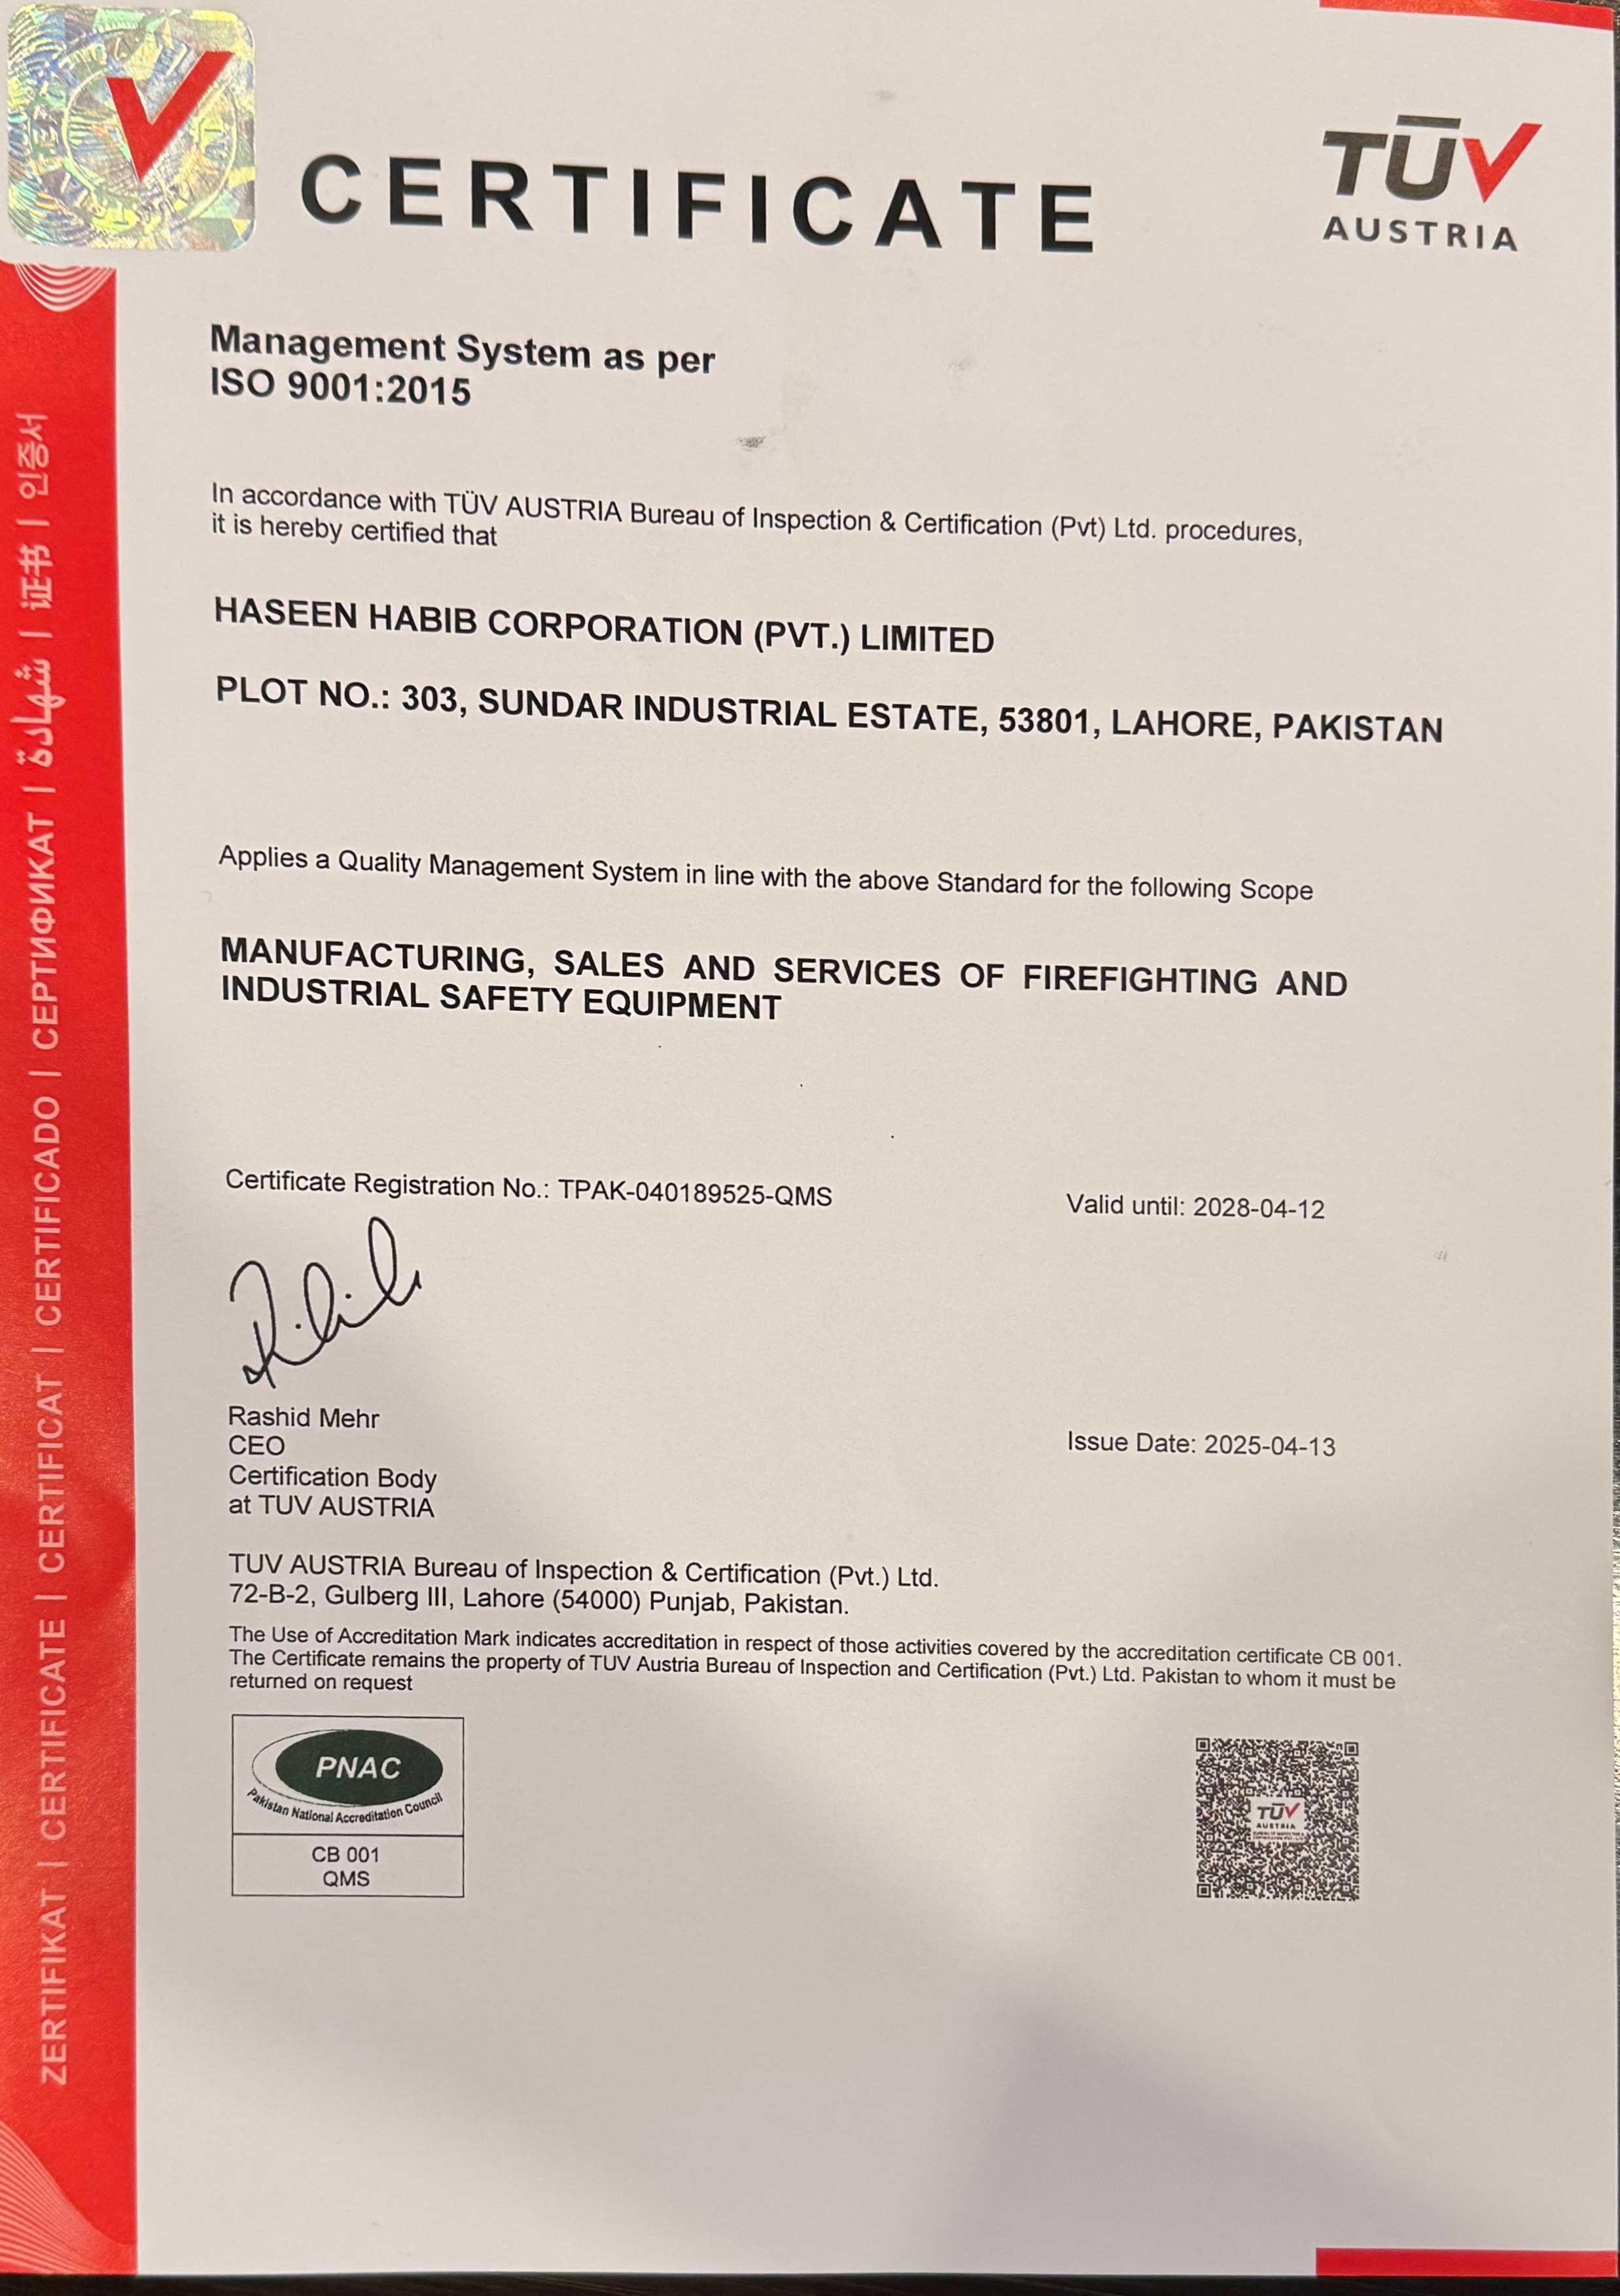 CERTIFICATE
TÜV
AUSTRIA
Management System as per
ISO 9001:2015
In accordance with TÜV AUSTRIA Bureau of Inspection & Certification (Pvt) Ltd. procedures,
it is hereby certified that
HASEEN HABIB CORPORATION (PVT.) LIMITED
PLOT NO.: 303, SUNDAR INDUSTRIAL ESTATE, 53801, LAHORE, PAKISTAN
Applies a Quality Management System in line with the above Standard for the following Scope
MANUFACTURING, SALES AND SERVICES OF FIREFIGHTING AND
INDUSTRIAL SAFETY EQUIPMENT
Certificate Registration No.: TPAK-040189525-QMS
Valid until: 2028-04-12
Rashid Mehr
CEO
Certification Body
at TUV AUSTRIA
Issue Date: 2025-04-13
TUV AUSTRIA Bureau of Inspection & Certification (Pvt.) Ltd.
72-B-2, Gulberg III, Lahore (54000) Punjab, Pakistan.
The Use of Accreditation Mark indicates accreditation in respect of those activities covered by the accreditation certificate CB 001.
The Certificate remains the property of TUV Austria Bureau of Inspection and Certification (Pvt.) Ltd. Pakistan to whom it must be
returned on request
PNAC
Pakistan National Accreditation Council
CB 001
QMS
TÜV
AUSTRIA
ZERTIFIKAT | CERTIFICATE | CERTIFICAT | CERTIFICADO | СЕРТИФИКАТ | شهادة | 证书 | 인증서